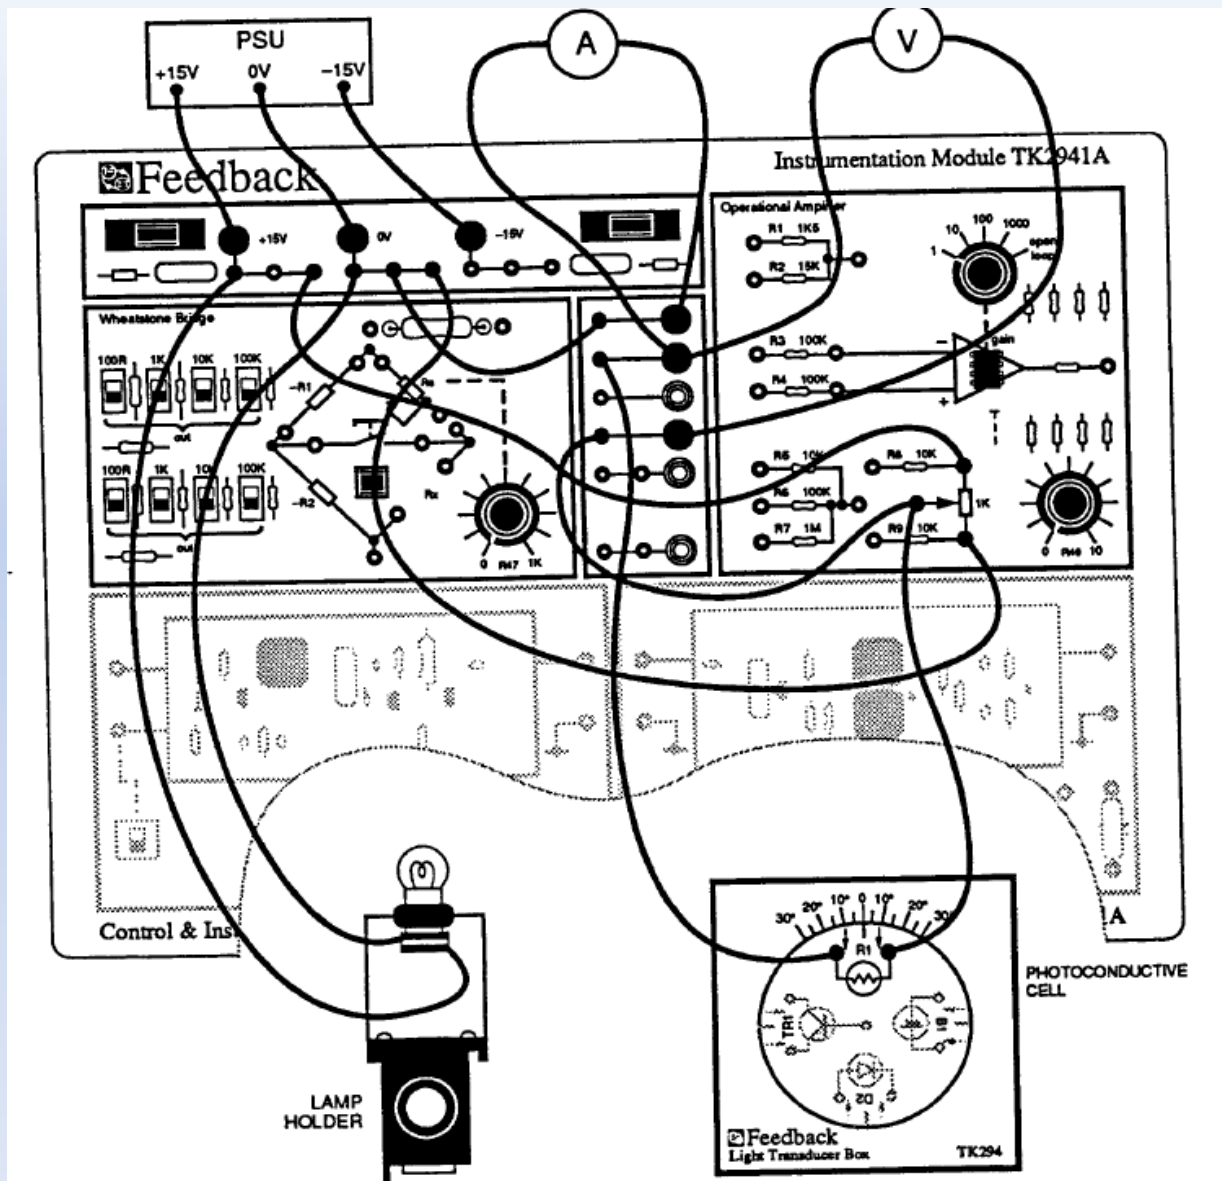 PSU
+15V 0V −15V
A
V
Feedback
Instrumentation Module TK2941A
+15V
0V
−15V
Operational Amplifier
R1 1K5
R2 15K
1 10 100 1000 open
loop
gain
R3 100K
R4 100K
−
+
Wheatstone Bridge
100R 1K 10K 100K
out
100R 1K 10K 100K
out
−R1
−R2
Rx
0 R47 1K
R5 10K
R6 100K
R7 1M
R8 10K
1K
R9 10K
0 R46 10
Control & Ins
A
30° 20° 10° 0 10° 20° 30°
R1
TR1
B1
D2
PHOTOCONDUCTIVE
CELL
LAMP
HOLDER
Feedback
Light Transducer Box TK294